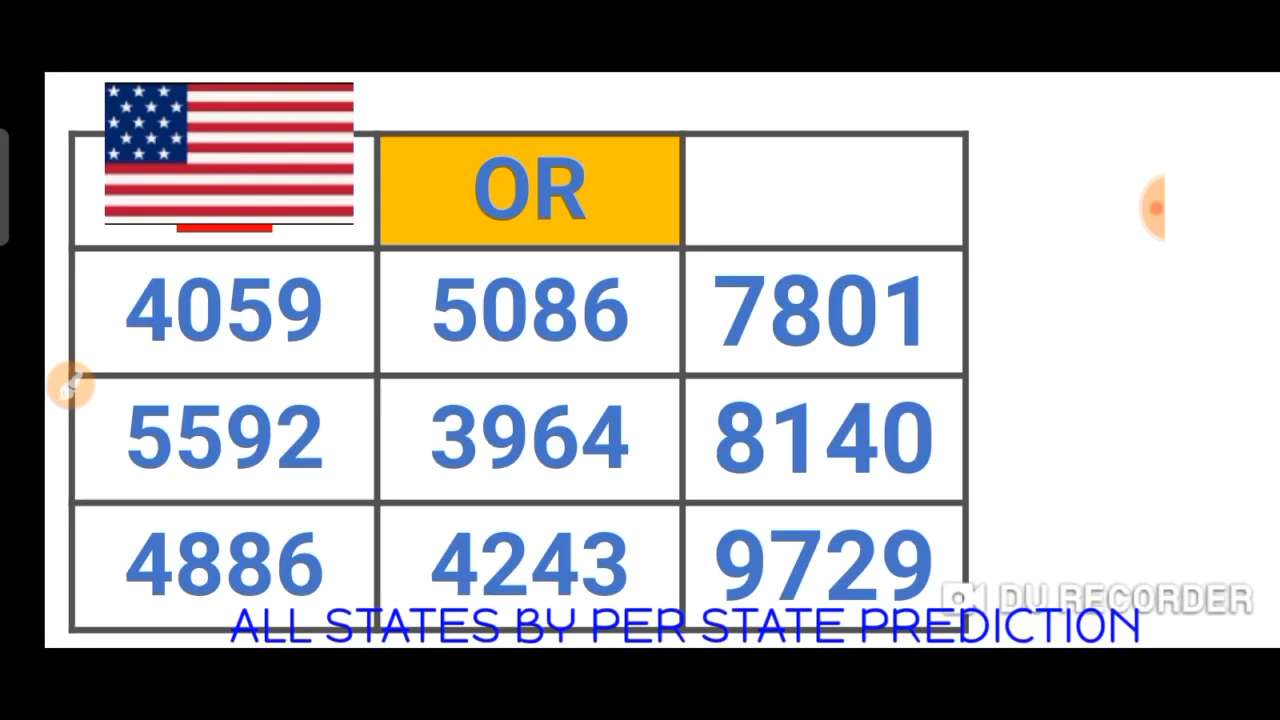 OR
4059 5086 7801
5592 3964 8140
4886 4243 9729
DU RECORDER
ALL STATES BY PER STATE PREDICTION